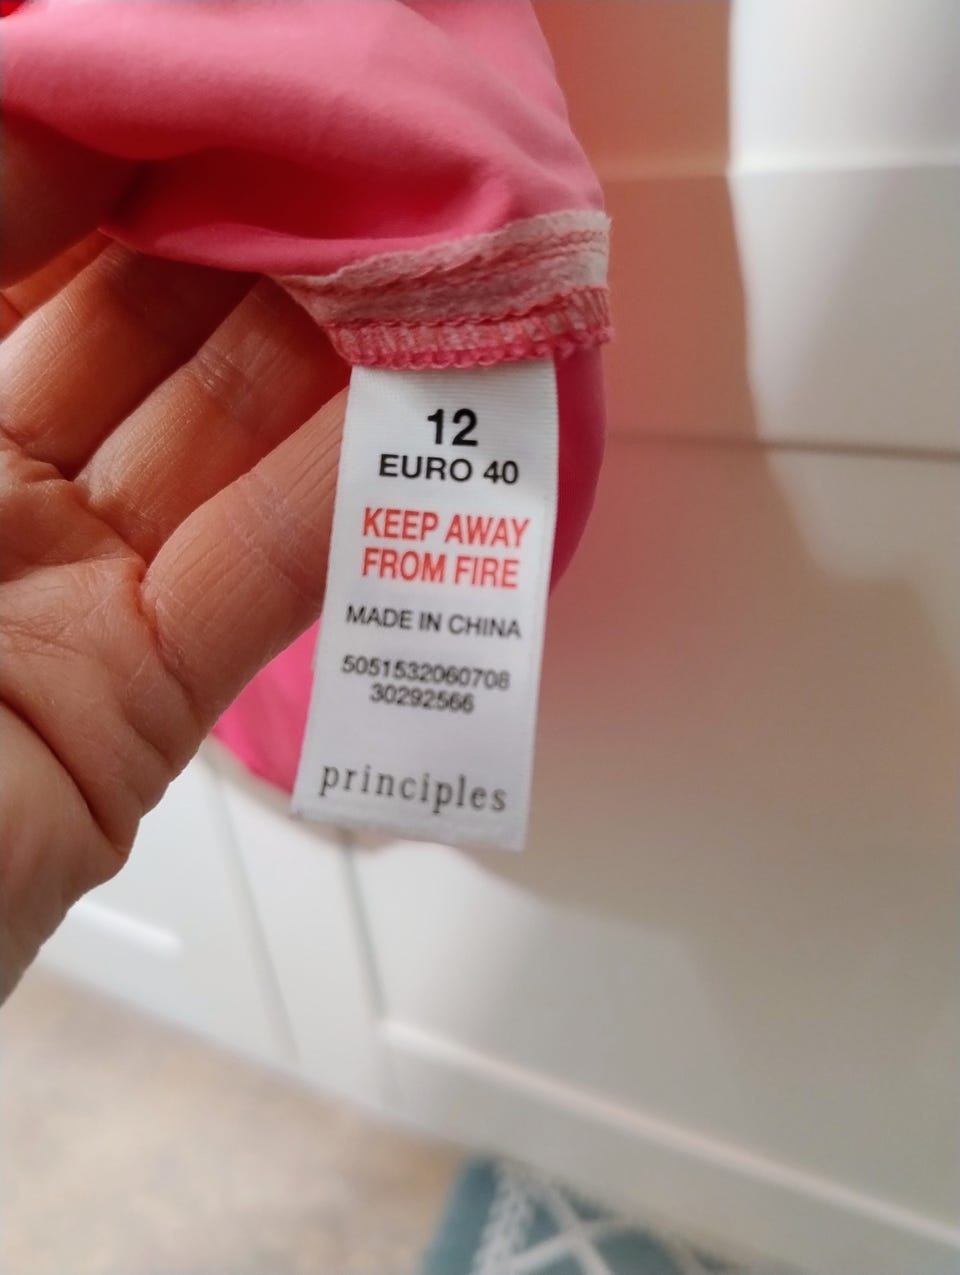 12
EURO 40
KEEP AWAY
FROM FIRE
MADE IN CHINA
5051532060708
30292566
principles